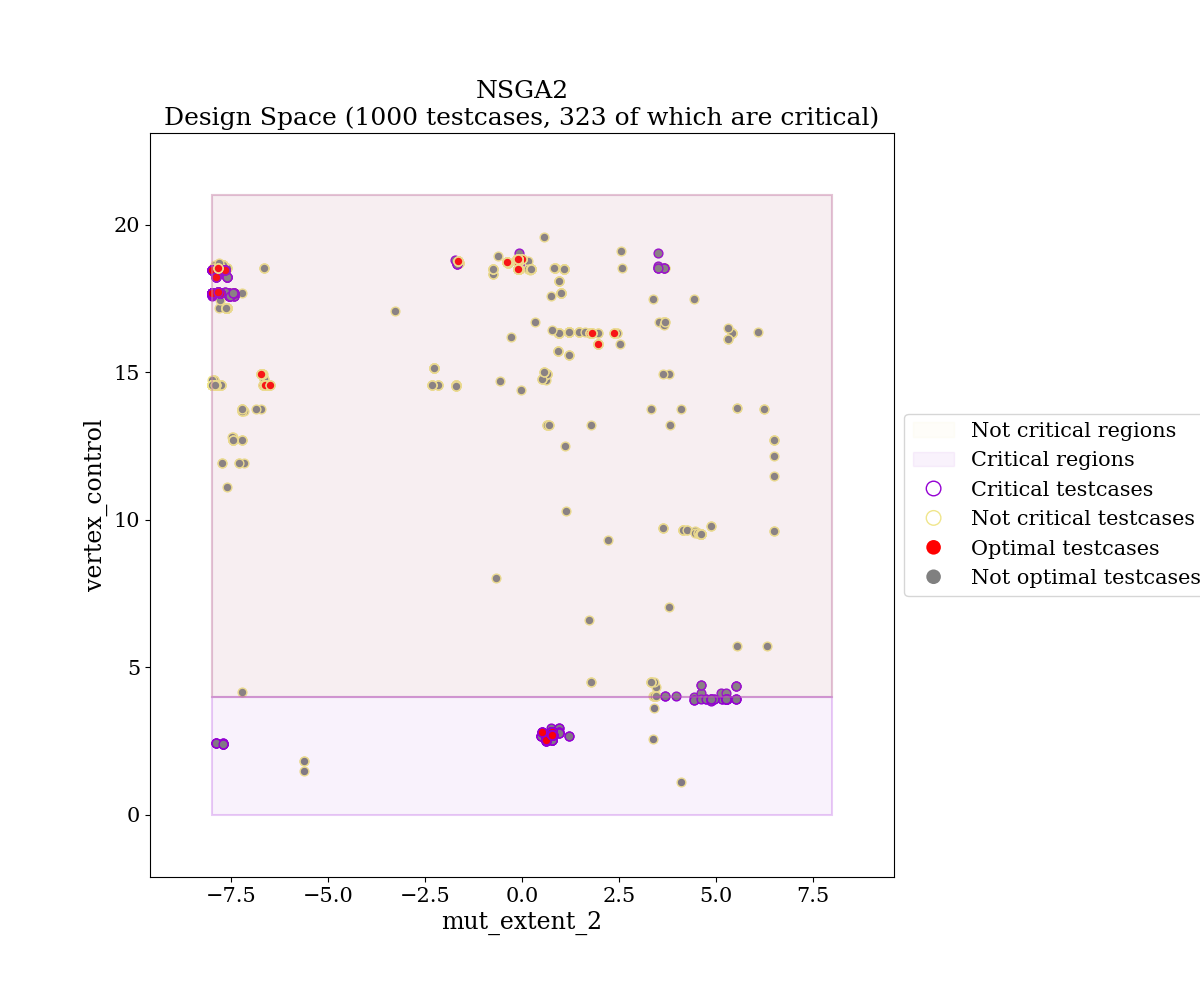 NSGA2
Design Space (1000 testcases, 323 of which are critical)
vertex_control
20
15
10
5
0
−7.5
−5.0
−2.5
0.0
2.5
5.0
7.5
mut_extent_2
Not critical regions
Critical regions
Critical testcases
Not critical testcases
Optimal testcases
Not optimal testcases